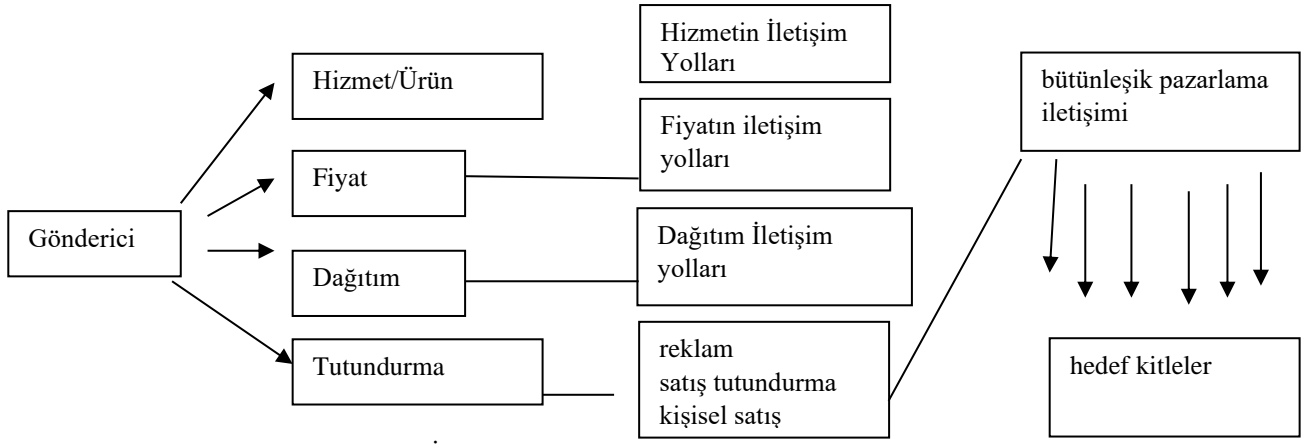 Gönderici
Hizmet/Ürün
Fiyat
Dağıtım
Tutundurma
Hizmetin İletişim
Yolları
Fiyatın iletişim
yolları
Dağıtım İletişim
yolları
reklam
satış tutundurma
kişisel satış
bütünleşik pazarlama
iletişimi
hedef kitleler
.